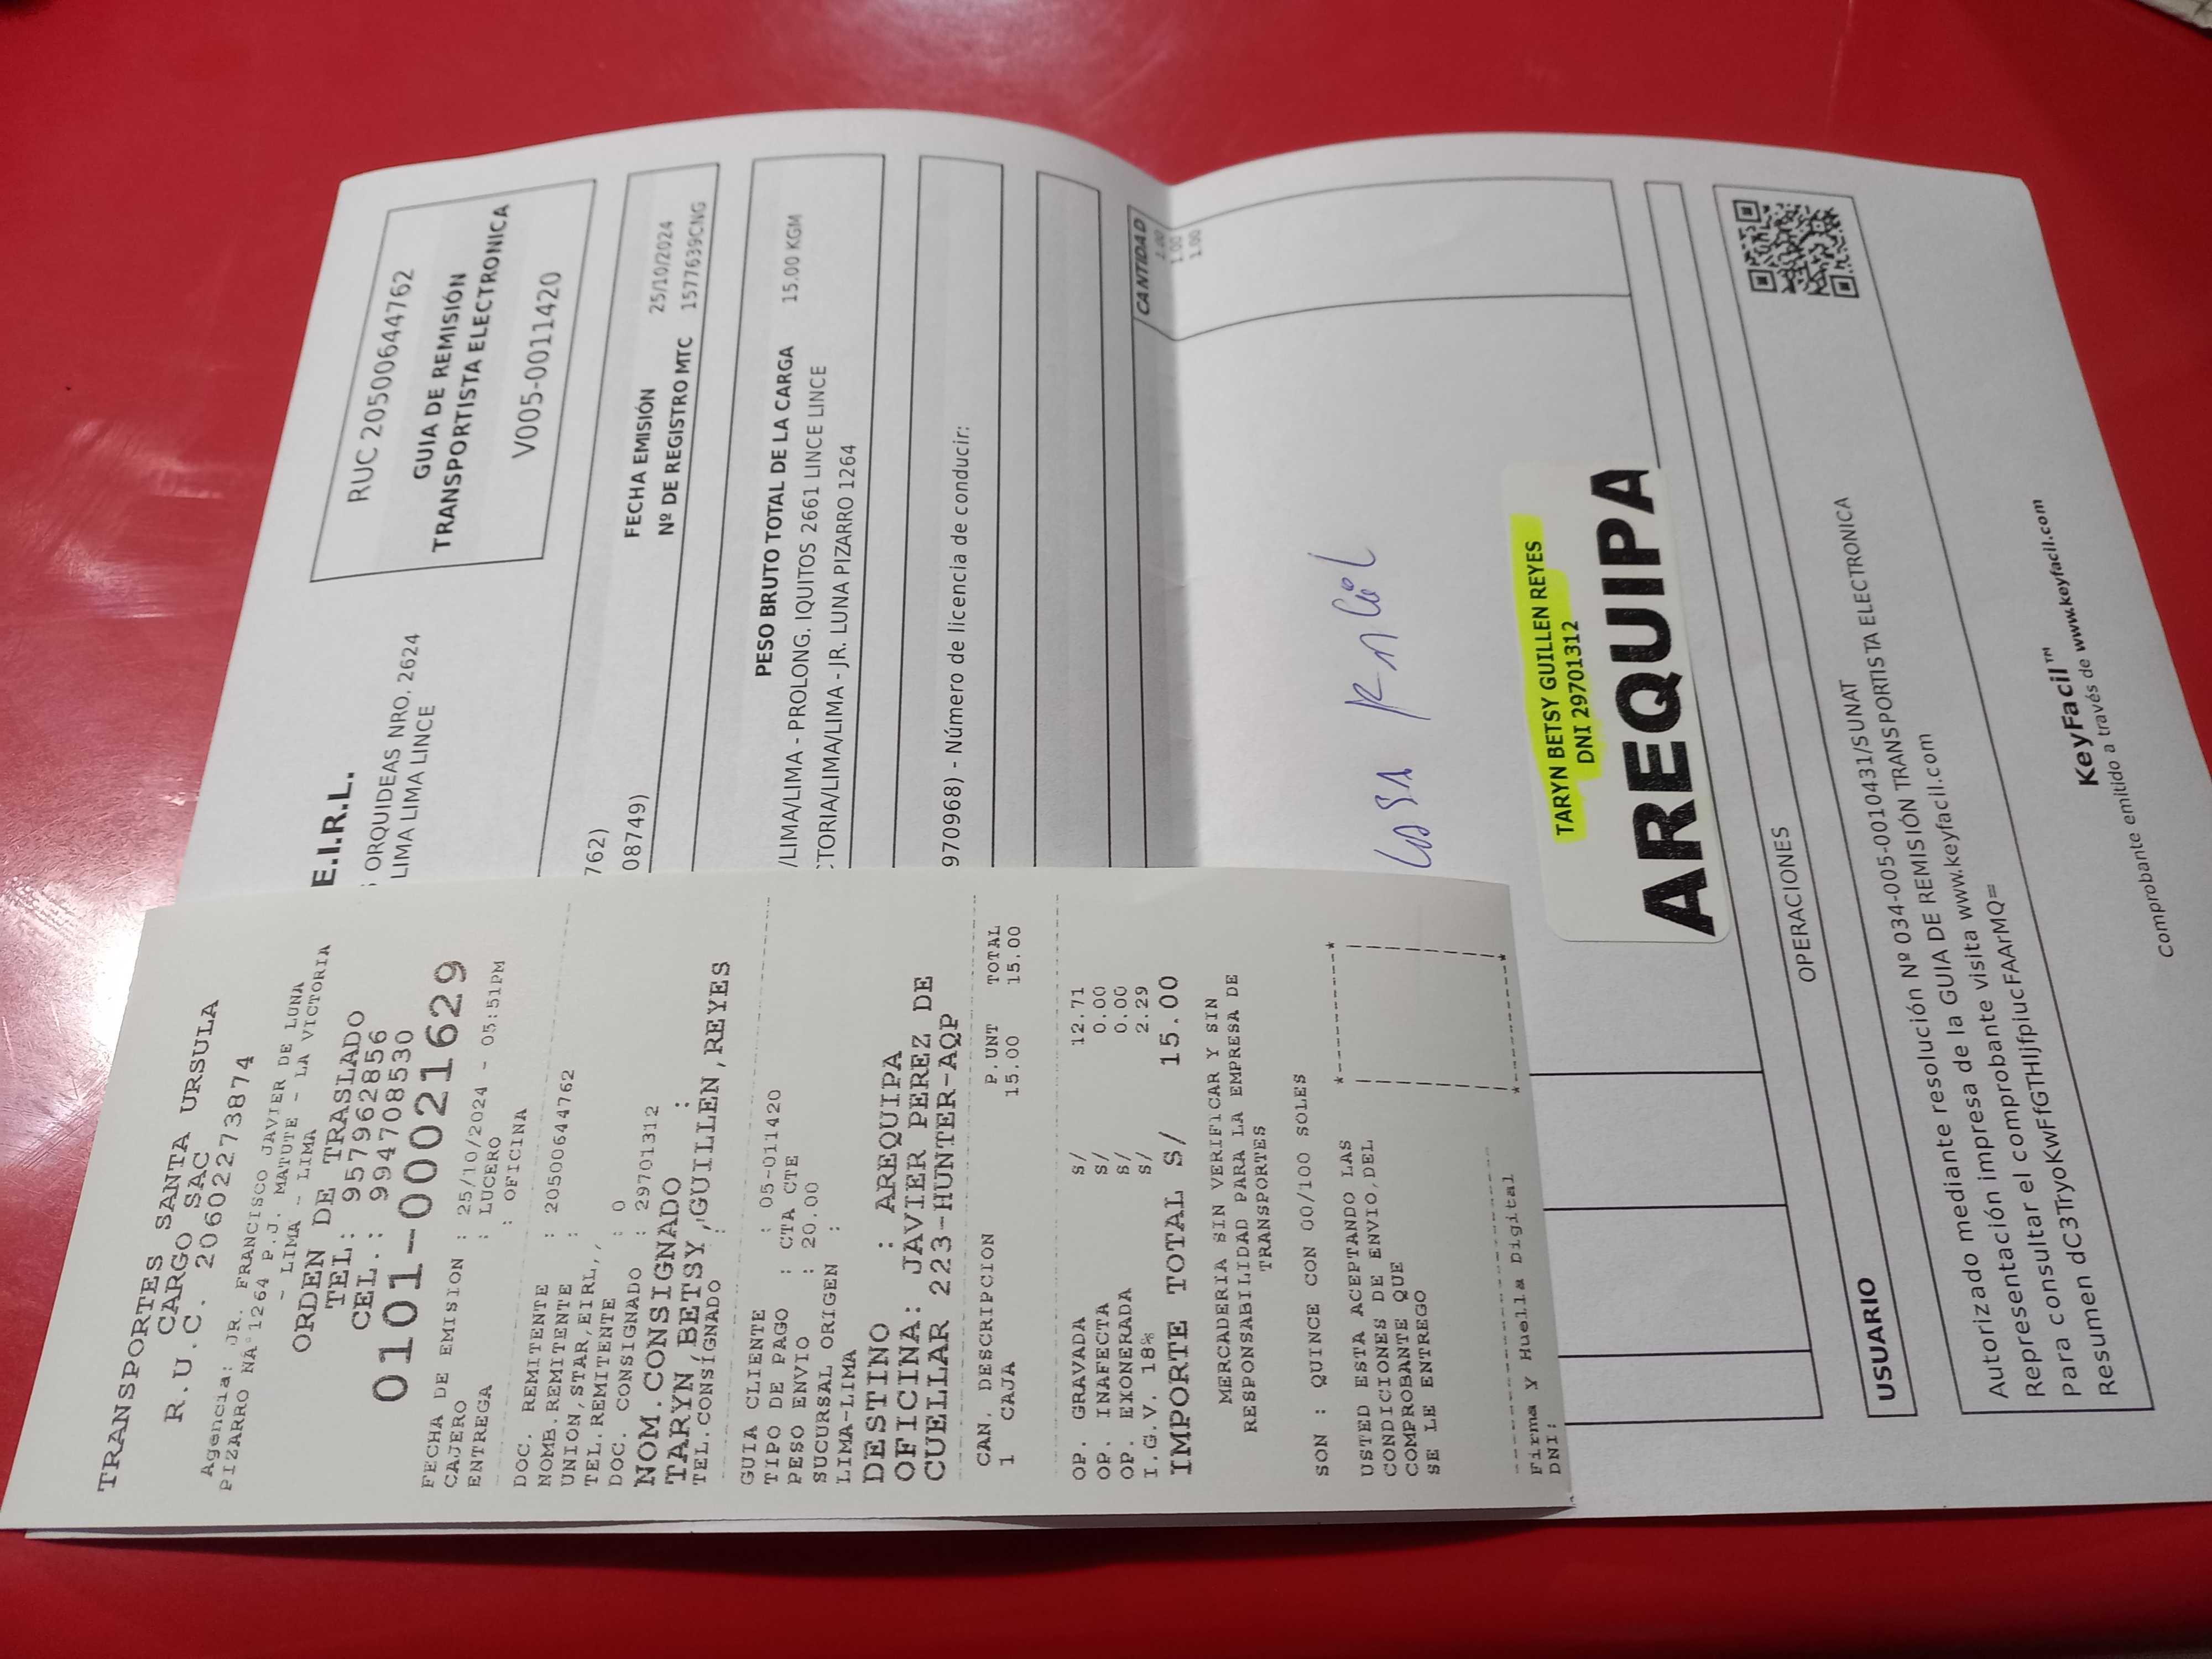 TRANSPORTES SANTA URSULA
CARGO SAC
R.U.C. 20602273874
Agencia: JR. FRANCISCO JAVIER DE LUNA
PIZARRO NAº1264 P.J. MATUTE - LA VICTORIA
- LIMA - LIMA
ORDEN DE TRASLADO
TEL: 957962856
CEL.: 994708530
0101-00021629
FECHA DE EMISION : 25/10/2024 - 05:51PM
CAJERO : LUCERO
ENTREGA : OFICINA
DOC. REMITENTE : 20500644762
NOMB.REMITENTE :
UNION,STAR,EIRL,,
TEL.REMITENTE : 0
DOC. CONSIGNADO : 29701312
NOM.CONSIGNADO :
TARYN,BETSY,GUILLEN,REYES
TEL.CONSIGNADO :
GUIA CLIENTE : 05-011420
TIPO DE PAGO : CTA CTE
PESO ENVIO : 20.00
SUCURSAL ORIGEN :
LIMA-LIMA
DESTINO : AREQUIPA
OFICINA: JAVIER PEREZ DE
CUELLAR 223-HUNTER-AQP
CAN. DESCRIPCION P.UNT TOTAL
1 CAJA 15.00 15.00
OP. GRAVADA S/ 12.71
OP. INAFECTA S/ 0.00
OP. EXONERADA S/ 0.00
I.G.V. 18% S/ 2.29
IMPORTE TOTAL S/ 15.00
MERCADERIA SIN VERIFICAR Y SIN
RESPONSABILIDAD PARA LA EMPRESA DE
TRANSPORTES
SON : QUINCE CON 00/100 SOLES
USTED ESTA ACEPTANDO LAS
CONDICIONES DE ENVIO,DEL
COMPROBANTE QUE
SE LE ENTREGO
Firma Y Huella Digital
DNI:
E.I.R.L.
ORQUIDEAS NRO. 2624
LIMA LIMA LINCE
RUC 20500644762
GUIA DE REMISIÓN
TRANSPORTISTA ELECTRONICA
V005-0011420
762)
08749)
FECHA EMISIÓN 25/10/2024
Nº DE REGISTRO MTC 1577639CNG
PESO BRUTO TOTAL DE LA CARGA 15.00 KGM
/LIMA/LIMA - PROLONG. IQUITOS 2661 LINCE LINCE
CTORIA/LIMA/LIMA - JR. LUNA PIZARRO 1264
970968) - Número de licencia de conducir:
CANTIDAD
1.00
1.00
1.00
TARYN BETSY GUILLEN REYES
DNI 29701312
AREQUIPA
OPERACIONES
USUARIO
Autorizado mediante resolución Nº 034-005-0010431/SUNAT
Representación impresa de la GUIA DE REMISIÓN TRANSPORTISTA ELECTRONICA
Para consultar el comprobante visita www.keyfacil.com
Resumen dC3TryoKwFfGTHIjfpiucFAArMQ=
KeyFacil™
Comprobante emitido a través de www.keyfacil.com